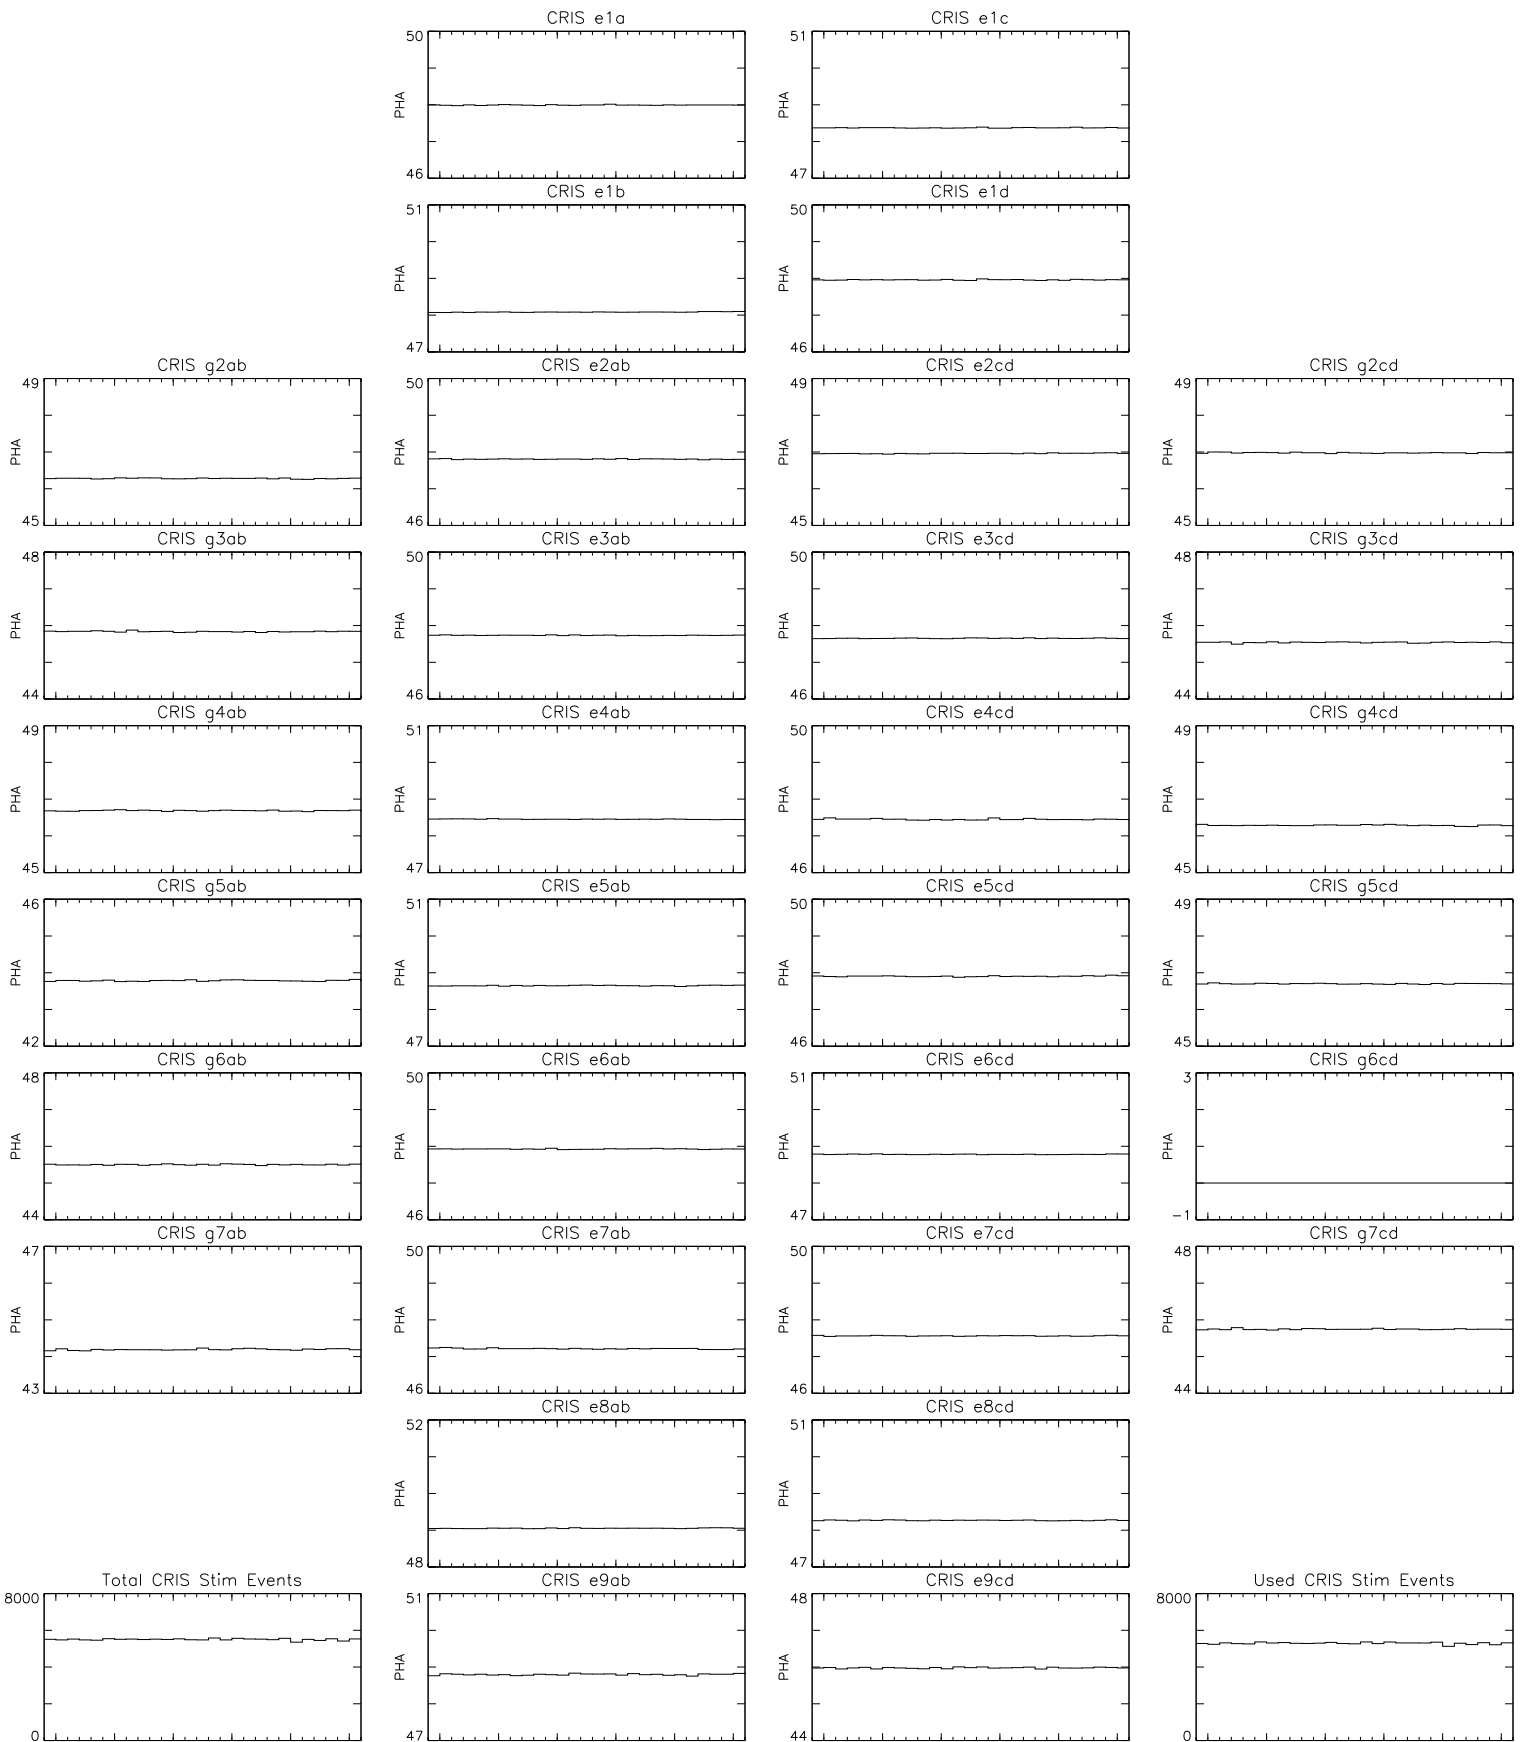 CRIS e1a
CRIS e1c
50
PHA
46
51
PHA
47
CRIS e1b
CRIS e1d
51
PHA
47
50
PHA
46
CRIS g2ab
CRIS e2ab
CRIS e2cd
CRIS g2cd
49
PHA
45
50
PHA
46
49
PHA
45
49
PHA
45
CRIS g3ab
CRIS e3ab
CRIS e3cd
CRIS g3cd
48
PHA
44
50
PHA
46
50
PHA
46
48
PHA
44
CRIS g4ab
CRIS e4ab
CRIS e4cd
CRIS g4cd
49
PHA
45
51
PHA
47
50
PHA
46
49
PHA
45
CRIS g5ab
CRIS e5ab
CRIS e5cd
CRIS g5cd
46
PHA
42
51
PHA
47
50
PHA
46
49
PHA
45
CRIS g6ab
CRIS e6ab
CRIS e6cd
CRIS g6cd
48
PHA
44
50
PHA
46
51
PHA
47
3
PHA
-1
CRIS g7ab
CRIS e7ab
CRIS e7cd
CRIS g7cd
47
PHA
43
50
PHA
46
50
PHA
46
48
PHA
44
CRIS e8ab
CRIS e8cd
52
PHA
48
51
PHA
47
Total CRIS Stim Events
CRIS e9ab
CRIS e9cd
Used CRIS Stim Events
8000
0
51
PHA
47
48
PHA
44
8000
0